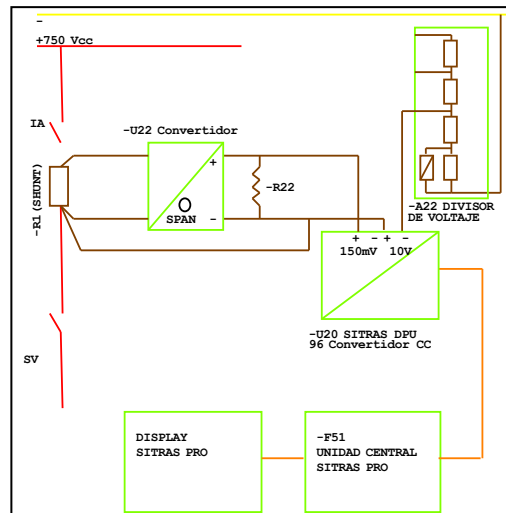 -
+750 Vcc
IA
-U22 Convertidor
+
-R22
-R1(SHUNT)
SPAN
-
-A22 DIVISOR
DE VOLTAJE
+ - + -
150mV 10V
-U20 SITRAS DPU
96 Convertidor CC
SV
DISPLAY
SITRAS PRO
-F51
UNIDAD CENTRAL
SITRAS PRO